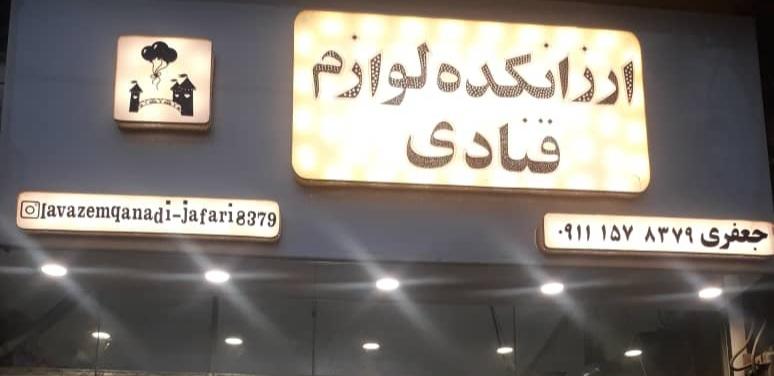 ارزانکده لوازم
قنادی
lavazemqanadi-jafari8379
جعفری ۰۹۱۱ ۱۵۷ ۸۳۷۹